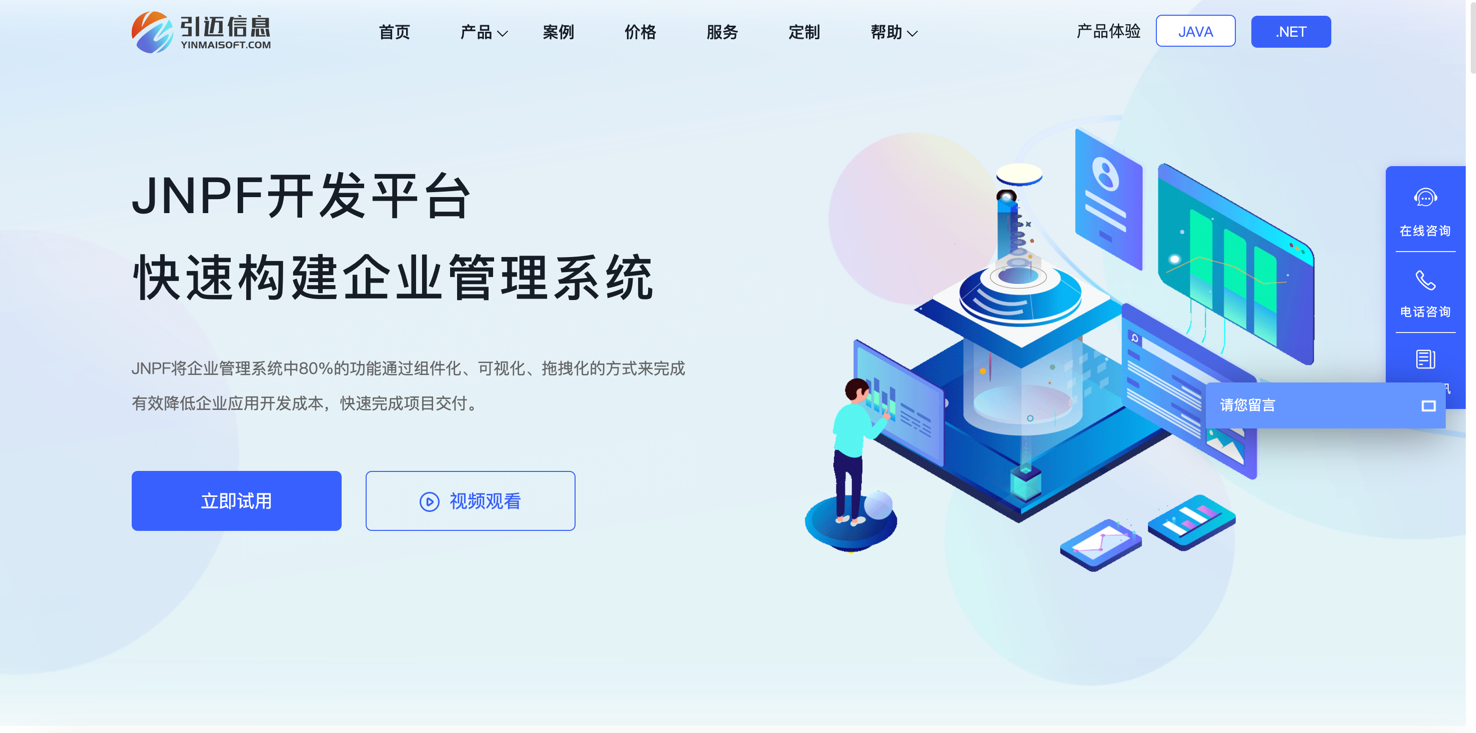 引迈信息
YINMAISOFT.COM
首页 产品 案例 价格 服务 定制 帮助
产品体验 JAVA .NET
JNPF开发平台
快速构建企业管理系统
JNPF将企业管理系统中80%的功能通过组件化、可视化、拖拽化的方式来完成
有效降低企业应用开发成本，快速完成项目交付。
立即试用
视频观看
在线咨询
电话咨询
请您留言